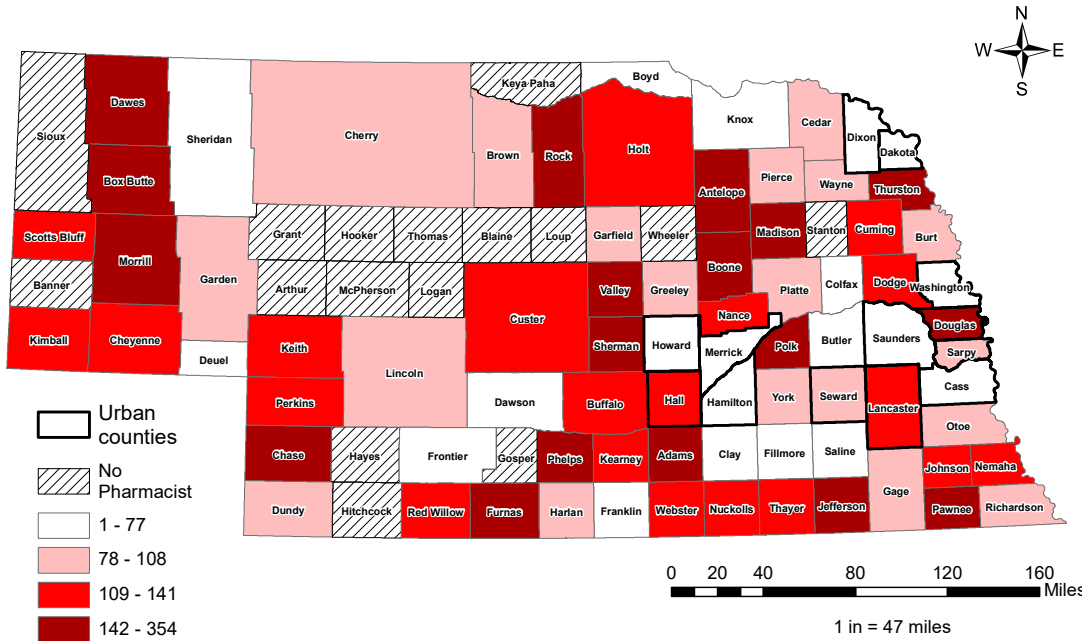 N
W E
S
Boyd
Keya Paha
Dawes
Knox
Cedar
Sioux
Sheridan
Cherry
Dixon
Brown
Rock
Holt
Dakota
Box Butte
Pierce
Wayne
Thurston
Antelope
Scotts Bluff
Grant
Hooker
Thomas
Blaine
Loup
Garfield
Wheeler
Madison
Stanton
Cuming
Burt
Morrill
Garden
Boone
Banner
Arthur
McPherson
Logan
Valley
Greeley
Platte
Colfax
Dodge
Washington
Custer
Nance
Kimball
Cheyenne
Deuel
Keith
Sherman
Howard
Merrick
Polk
Butler
Saunders
Douglas
Sarpy
Lincoln
Perkins
Dawson
Buffalo
Hall
Hamilton
York
Seward
Lancaster
Cass
Otoe
Chase
Hayes
Frontier
Gosper
Phelps
Kearney
Adams
Clay
Fillmore
Saline
Johnson
Nemaha
Gage
Dundy
Hitchcock
Red Willow
Furnas
Harlan
Franklin
Webster
Nuckolls
Thayer
Jefferson
Pawnee
Richardson
Urban
counties
No
Pharmacist
1 - 77
78 - 108
109 - 141
142 - 354
0 20 40 80 120 160
Miles
1 in = 47 miles